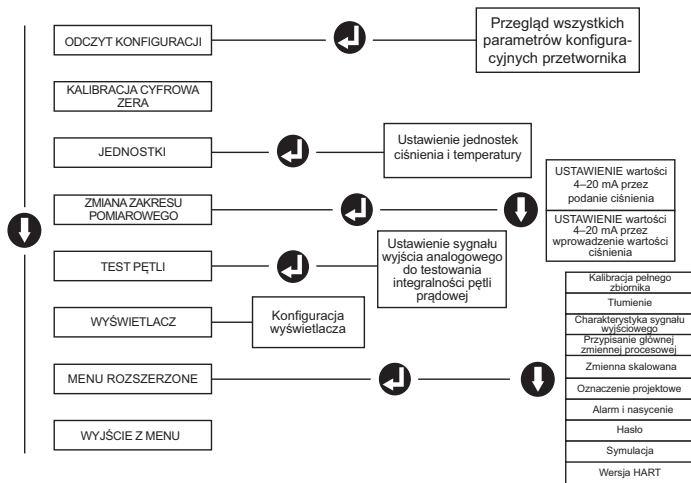 ODCZYT KONFIGURACJI
Przegląd wszystkich
parametrów konfigura-
cyjnych przetwornika
KALIBRACJA CYFROWA
ZERA
JEDNOSTKI
Ustawienie jednostek
ciśnienia i temperatury
ZMIANA ZAKRESU
POMIAROWEGO
USTAWIENIE wartości
4–20 mA przez
podanie ciśnienia
USTAWIENIE wartości
4–20 mA przez
wprowadzenie wartości
ciśnienia
TEST PĘTLI
Ustawienie sygnału
wyjścia analogowego
do testowania
integralności pętli
prądowej
WYŚWIETLACZ
Konfiguracja
wyświetlacza
MENU ROZSZERZONE
Kalibracja pełnego
zbiornika
Tłumienie
Charakterystyka sygnału
wyjściowego
Przypisanie głównej
zmiennej procesowej
Zmienna skalowana
Oznaczenie projektowe
Alarm i nasycenie
Hasło
Symulacja
Wersja HART
WYJŚCIE Z MENU